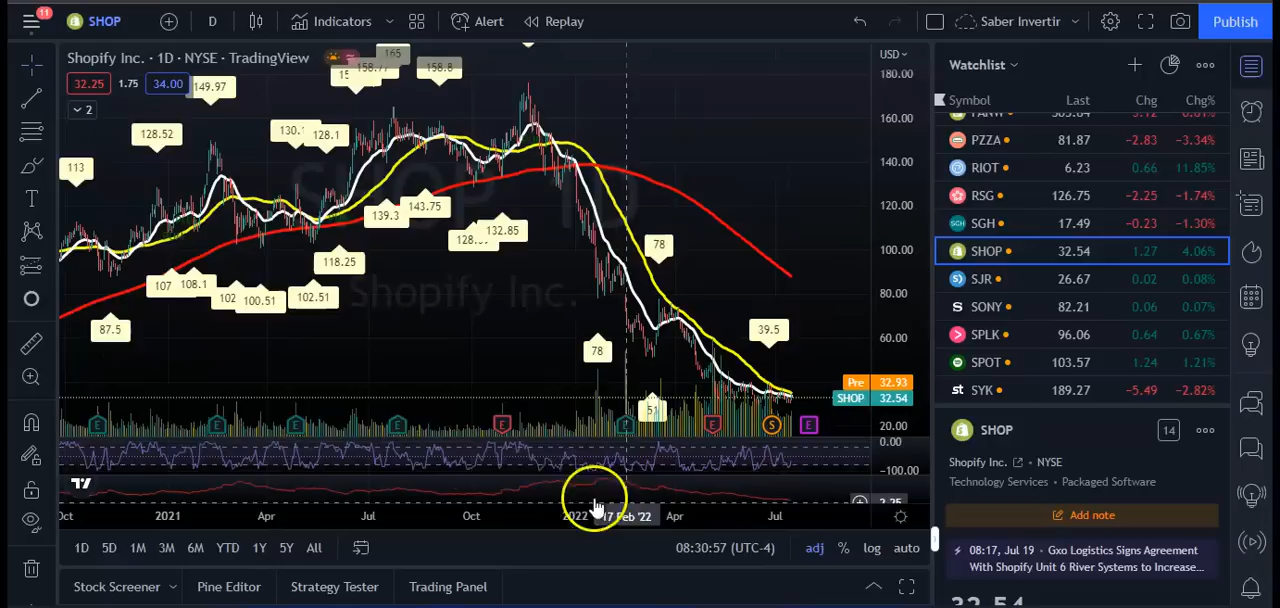 11
SHOP
D
Indicators
Alert
Replay
Saber Invertir
Publish
Shopify Inc. · 1D · NYSE · TradingView
32.25 1.75 34.00
2
149.97
165
158.8
128.52
128.1
113
139.3
143.75
132.85
118.25
107
108.1
102
100.51
102.51
87.5
78
78
39.5
51
SHOP 1D
Shopify Inc.
USD
180.00
160.00
140.00
120.00
100.00
80.00
60.00
Pre 32.93
SHOP 32.54
20.00
0.00
-100.00
E E E E E E E S E
Oct 2021 Apr Jul Oct 2022 17 Feb '22 Apr Jul
1D 5D 1M 3M 6M YTD 1Y 5Y All
08:30:57 (UTC-4) adj % log auto
Stock Screener Pine Editor Strategy Tester Trading Panel
Watchlist
Symbol Last Chg Chg%
PZZA 81.87 -2.83 -3.34%
RIOT 6.23 0.66 11.85%
RSG 126.75 -2.25 -1.74%
SGH 17.49 -0.23 -1.30%
SHOP 32.54 1.27 4.06%
SJR 26.67 0.02 0.08%
SONY 82.21 0.06 0.07%
SPLK 96.06 0.64 0.67%
SPOT 103.57 1.24 1.21%
SYK 189.27 -5.49 -2.82%
SHOP
14
Shopify Inc. · NYSE
Technology Services · Packaged Software
Add note
08:17, Jul 19 · Gxo Logistics Signs Agreement
With Shopify Unit 6 River Systems to Increase...